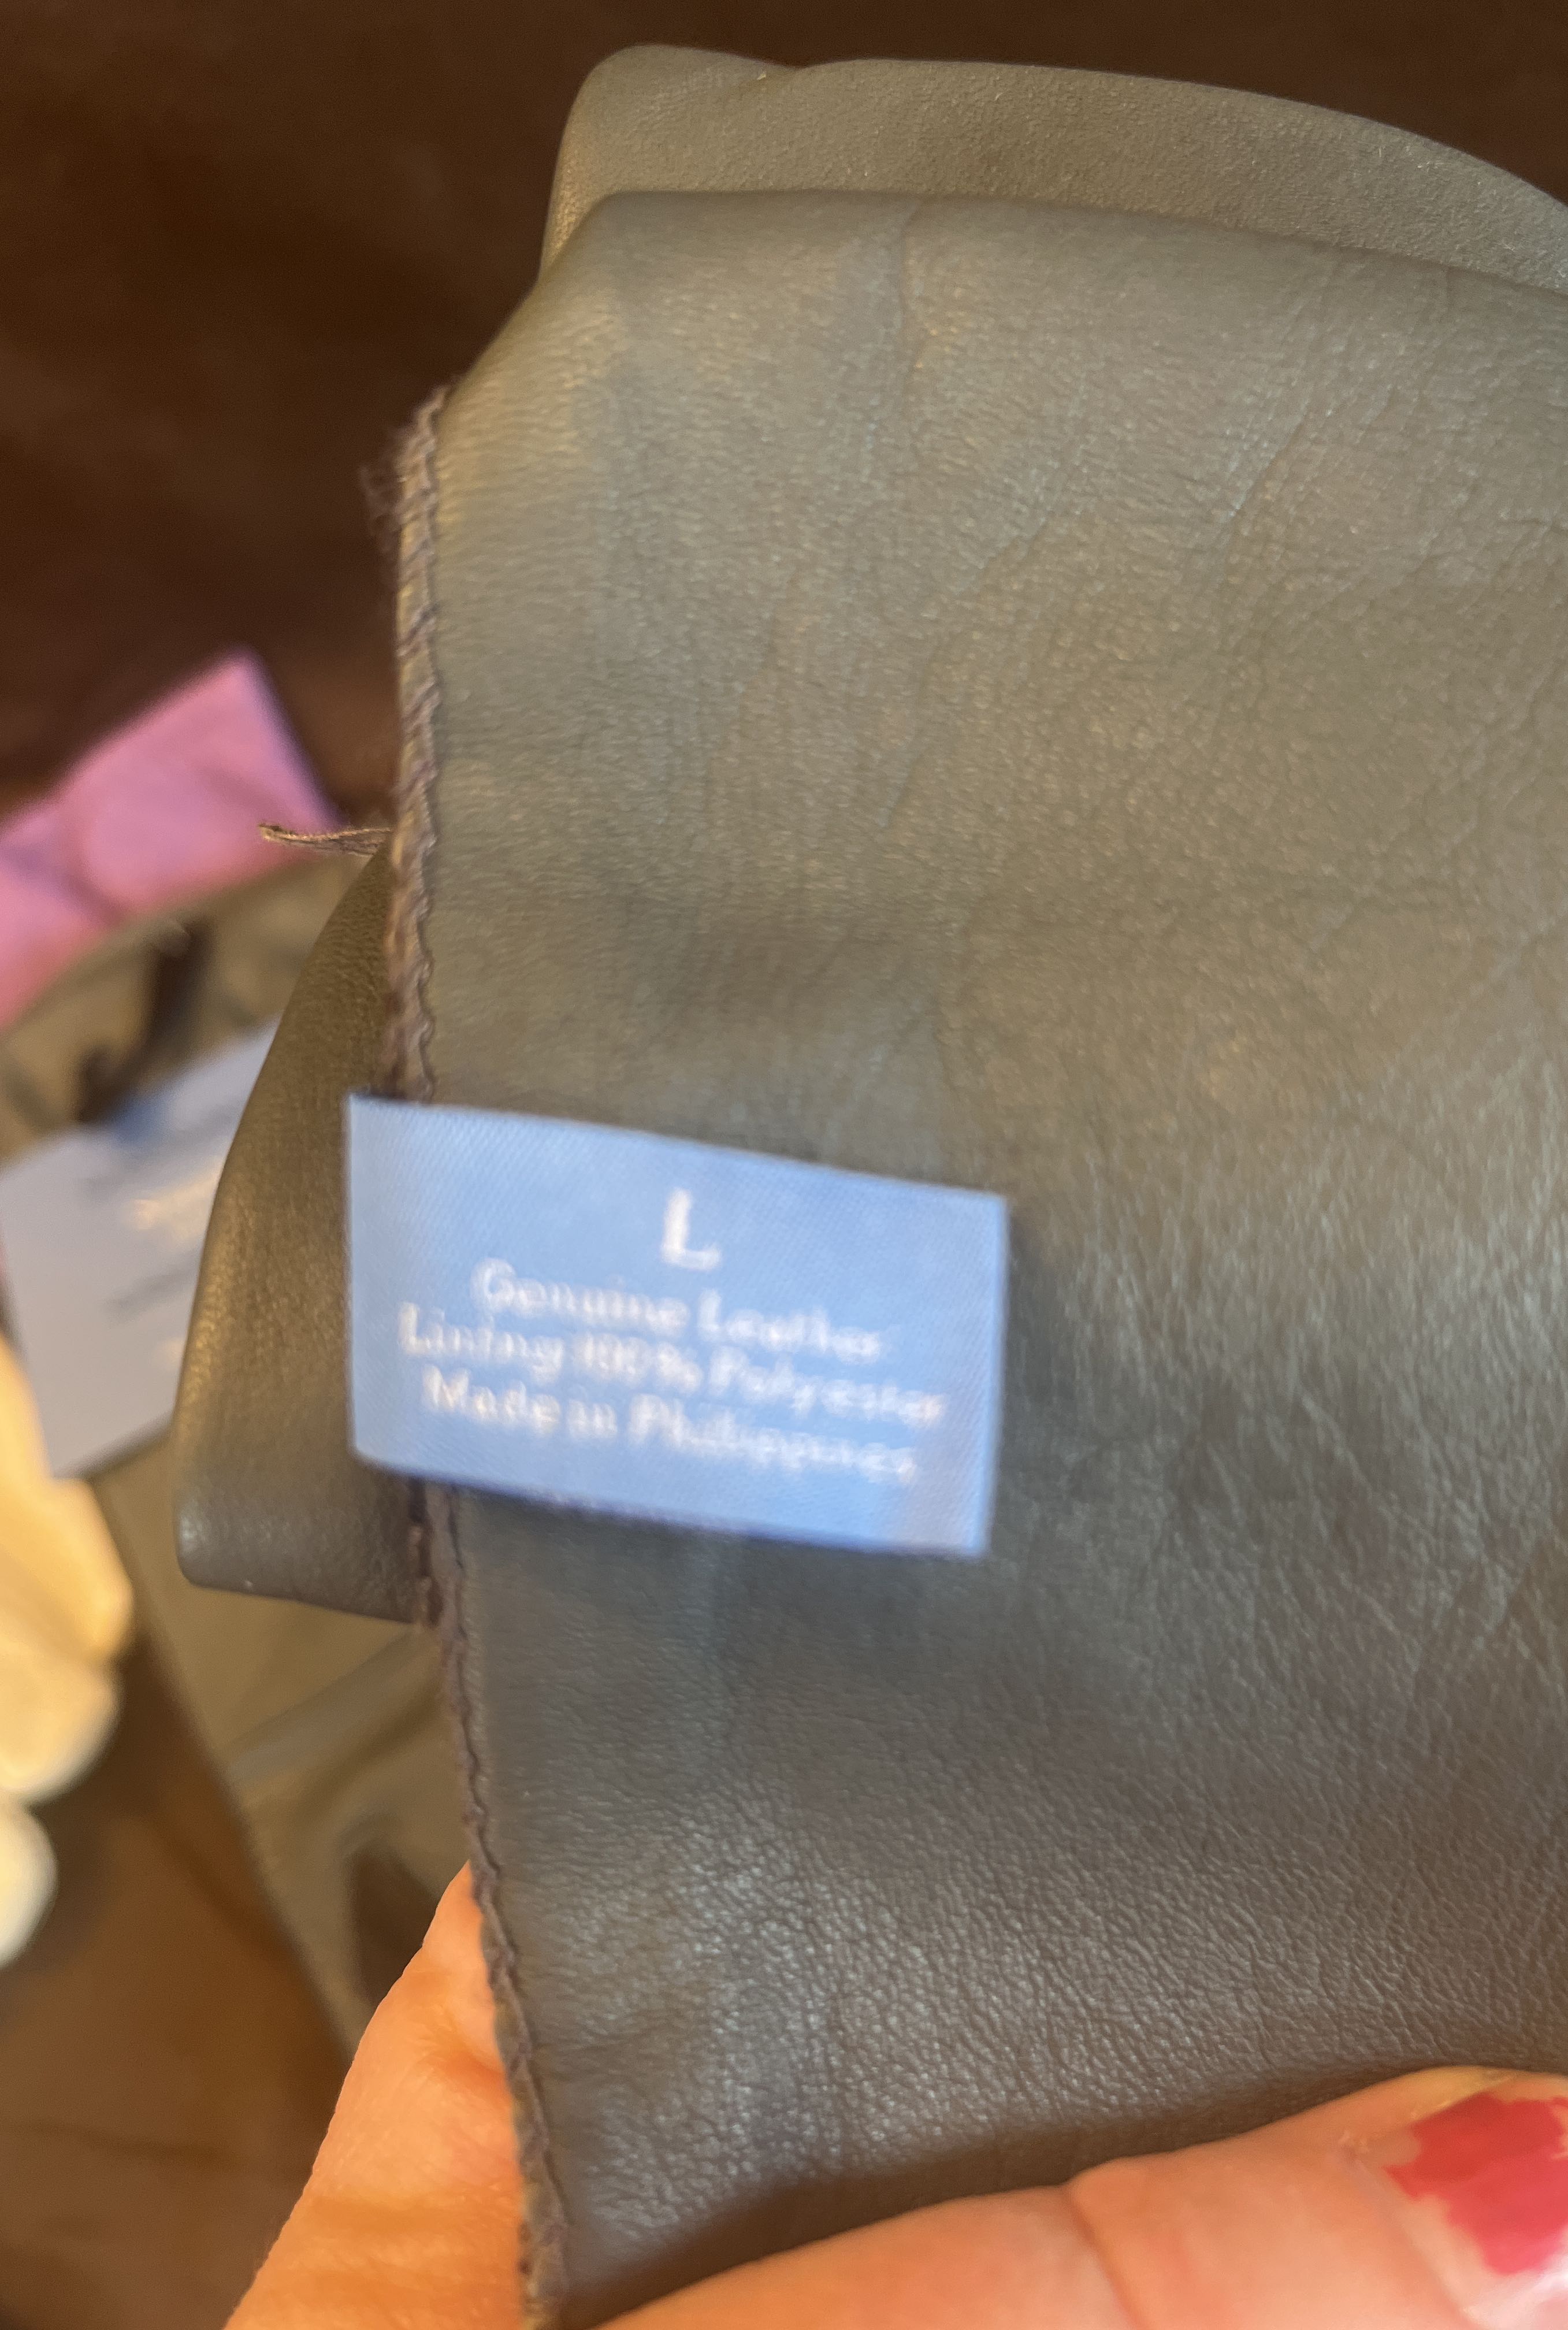 L
Genuine Leather
Lining 100% Polyester
Made in Philippines